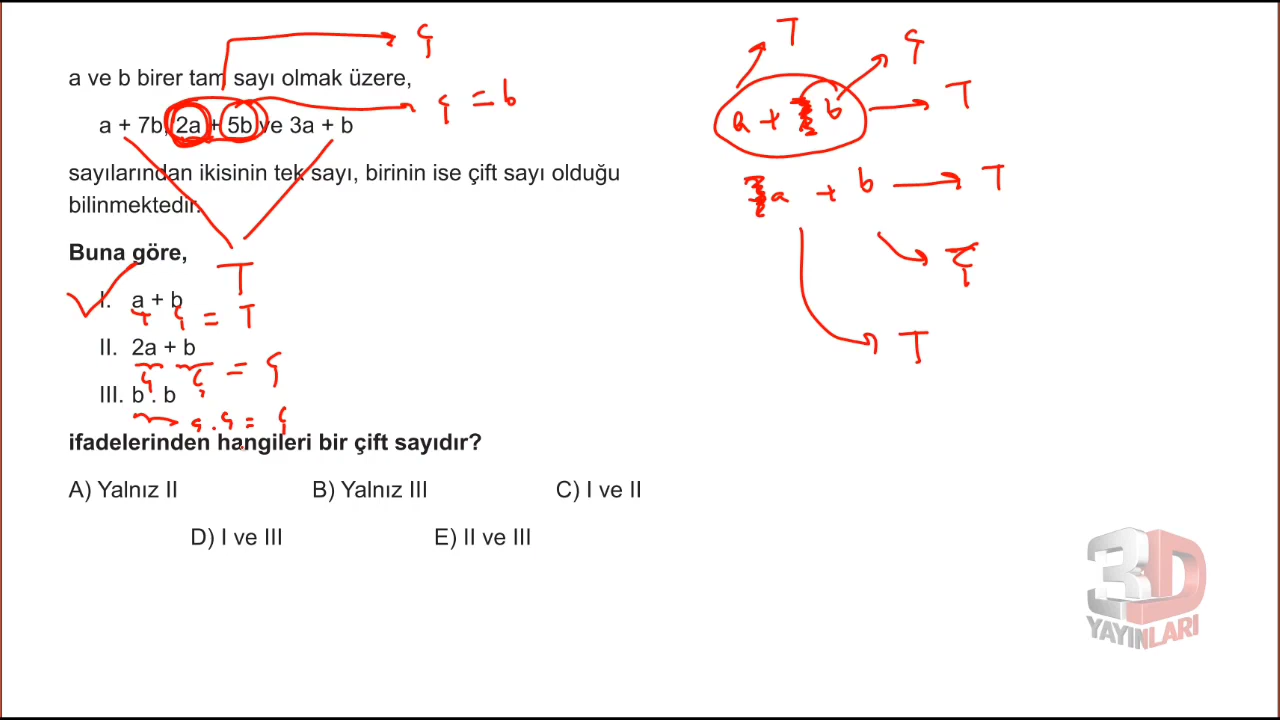 a ve b birer tam sayı olmak üzere,
a + 7b, 2a + 5b ve 3a + b
sayılarından ikisinin tek sayı, birinin ise çift sayı olduğu
bilinmektedir.
Buna göre,
I. a + b
II. 2a + b
III. b . b
ifadelerinden hangileri bir çift sayıdır?
A) Yalnız II B) Yalnız III C) I ve II
D) I ve III E) II ve III
Ç
Ç = b
T
T Ç = T
Ç Ç = Ç
Ç . Ç = Ç
T
Ç
a + b T
a + b T
Ç
T
3D
YAYINLARI